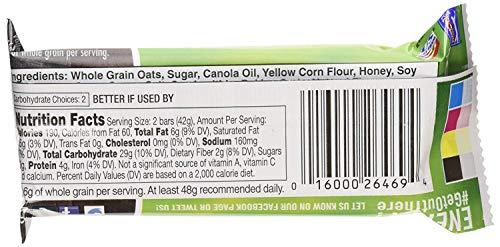 of whole grain per serving.
Ingredients: Whole Grain Oats, Sugar, Canola Oil, Yellow Corn Flour, Honey, Soy
Carbohydrate Choices: 2 BETTER IF USED BY
Nutrition Facts Serving Size: 2 bars (42g), Amount Per Serving:
Calories 190, Calories from Fat 60, Total Fat 6g (9% DV), Saturated Fat
(3% DV), Trans Fat 0g, Cholesterol 0mg (0% DV), Sodium 160mg
DV), Total Carbohydrate 29g (10% DV), Dietary Fiber 2g (8% DV), Sugars
Protein 4g, Iron (4% DV). Not a significant source of vitamin A, vitamin C
calcium. Percent Daily Values (DV) are based on a 2,000 calorie diet.
6g of whole grain per serving. At least 48g recommended daily.
0 16000 26469 4
LET US KNOW ON OUR FACEBOOK PAGE OR TWEET US!
ENE
#GetOutHere